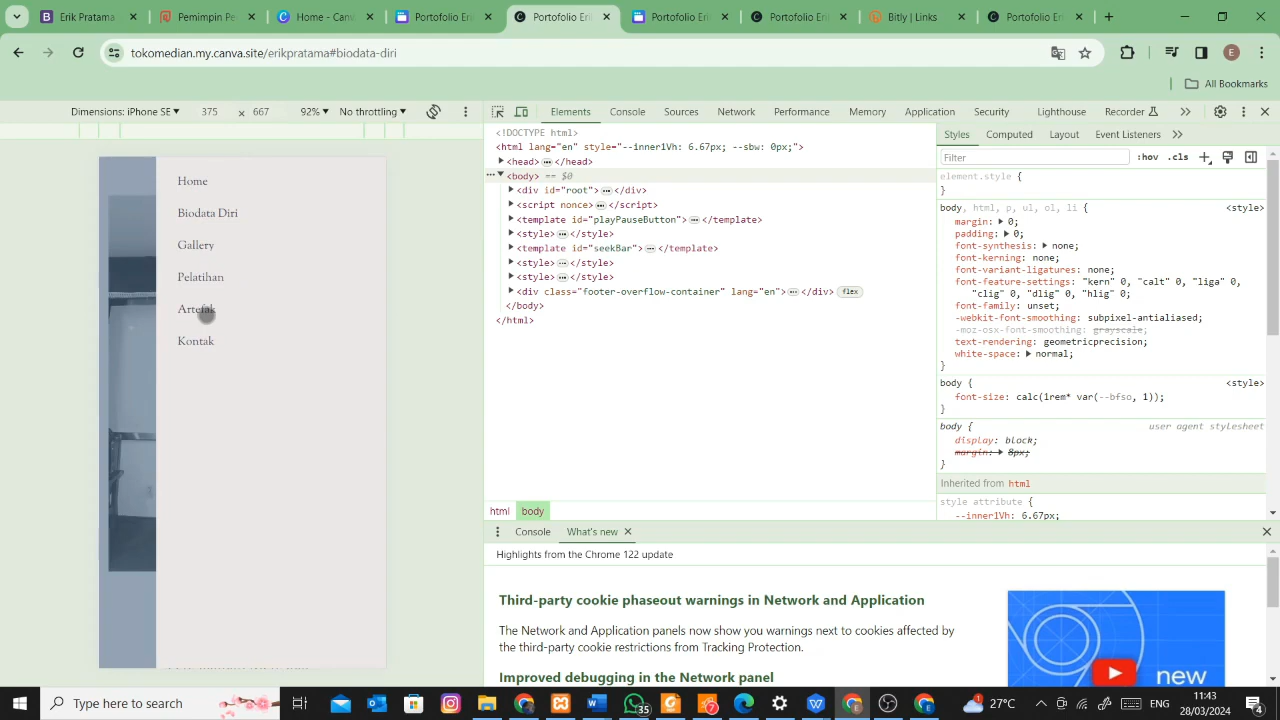 Erik Pratama
Pemimpin Pe
Home - Can
Portofolio Eri
Portofolio Eri
Portofolio Eri
Portofolio Eri
Bitly | Links
Portofolio Eri
tokomedian.my.canva.site/erikpratama#biodata-diri
E
All Bookmarks
Dimensions: iPhone SE 375 × 667 92% No throttling
Elements Console Sources Network Performance Memory Application Security Lighthouse Recorder
Home
Biodata Diri
Gallery
Pelatihan
Artefak
Kontak
<!DOCTYPE html>
<html lang="en" style="--inner1Vh: 6.67px; --sbw: 0px;">
<head> </head>
<body> == $0
<div id="root"> </div>
<script nonce> </script>
<template id="playPauseButton"> </template>
<style> </style>
<template id="seekBar"> </template>
<style> </style>
<style> </style>
<div class="footer-overflow-container" lang="en"> </div> flex
</body>
</html>
html body
Styles Computed Layout Event Listeners
Filter :hov .cls
element.style {
}
body, html, p, ul, ol, li { <style>
margin: 0;
padding: 0;
font-synthesis: none;
font-kerning: none;
font-variant-ligatures: none;
font-feature-settings: "kern" 0, "calt" 0, "liga" 0,
"clig" 0, "dlig" 0, "hlig" 0;
font-family: unset;
-webkit-font-smoothing: subpixel-antialiased;
-moz-osx-font-smoothing: grayscale;
text-rendering: geometricprecision;
white-space: normal;
}
body { <style>
font-size: calc(1rem* var(--bfso, 1));
}
body { user agent stylesheet
display: block;
margin: 8px;
}
Inherited from html
style attribute {
--inner1Vh: 6.67px;
Console What's new
Highlights from the Chrome 122 update
Third-party cookie phaseout warnings in Network and Application
The Network and Application panels now show you warnings next to cookies affected by
the third-party cookie restrictions from Tracking Protection.
Improved debugging in the Network panel
new
Type here to search
35
7
27°C
ENG
11:43
28/03/2024
4